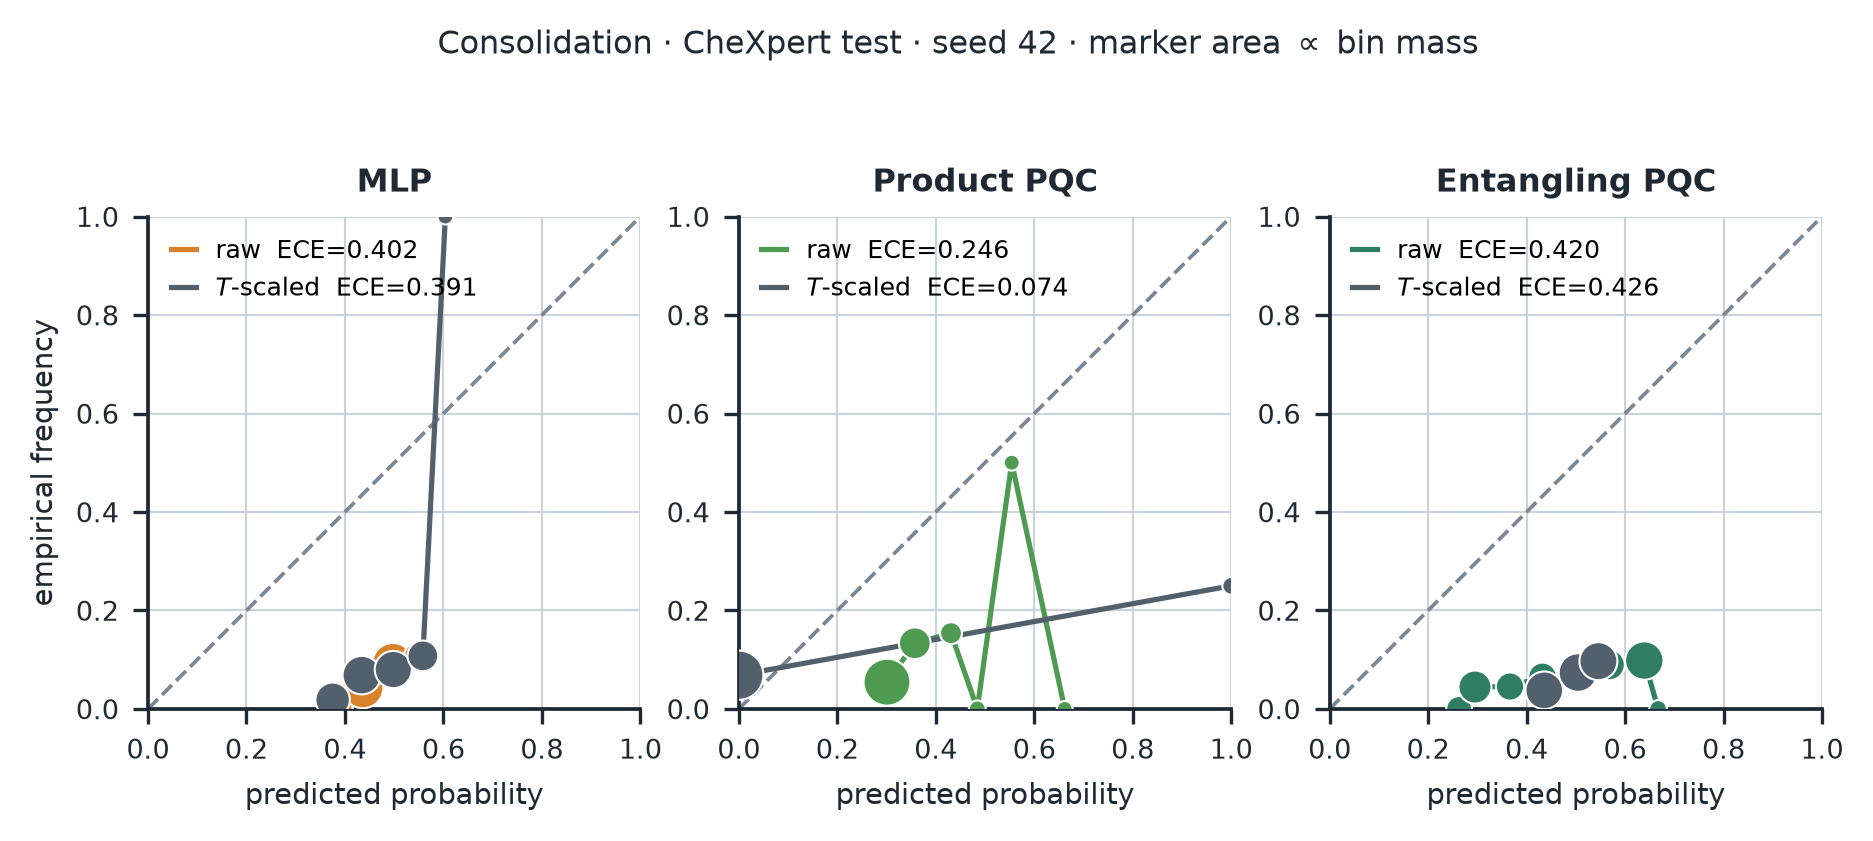 Consolidation · CheXpert test · seed 42 · marker area ∝ bin mass
MLP
Product PQC
Entangling PQC
raw ECE=0.402
T-scaled ECE=0.391
raw ECE=0.246
T-scaled ECE=0.074
raw ECE=0.420
T-scaled ECE=0.426
empirical frequency
1.0
0.8
0.6
0.4
0.2
0.0
1.0
0.8
0.6
0.4
0.2
0.0
1.0
0.8
0.6
0.4
0.2
0.0
0.0 0.2 0.4 0.6 0.8 1.0
0.0 0.2 0.4 0.6 0.8 1.0
0.0 0.2 0.4 0.6 0.8 1.0
predicted probability
predicted probability
predicted probability